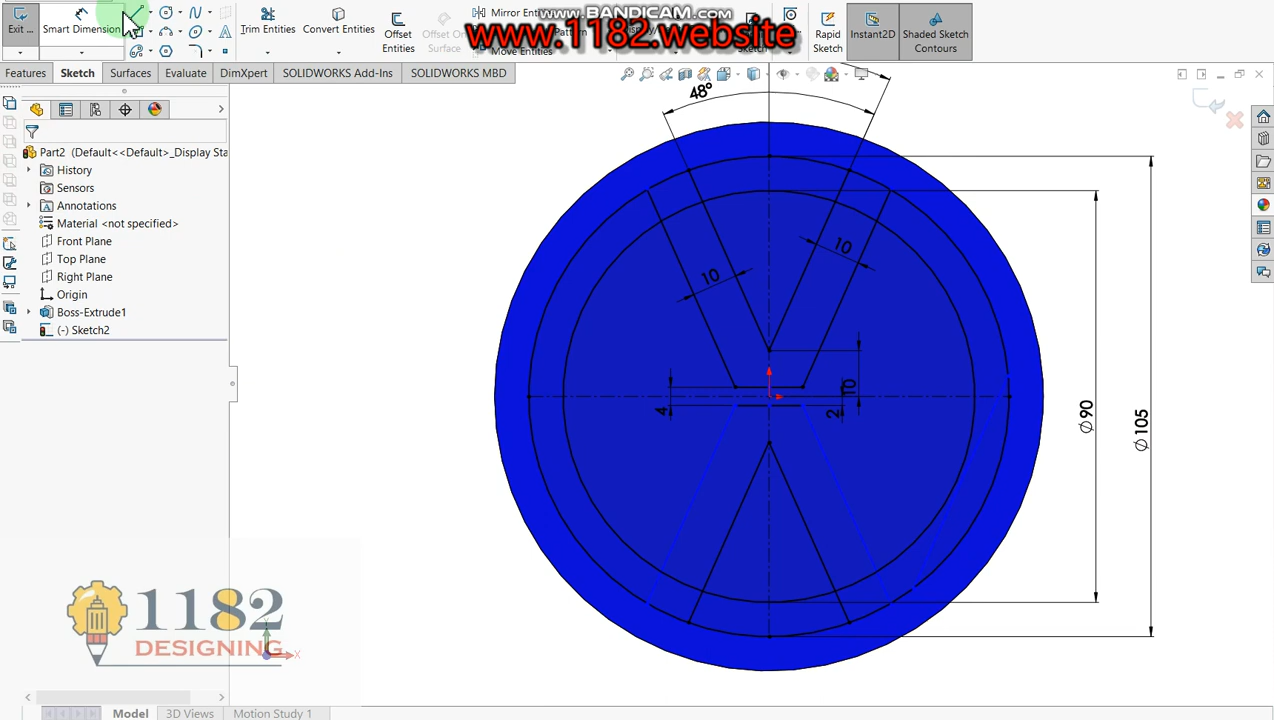 Exit ...
Smart Dimension
Trim Entities
Convert Entities
Offset Entities
Offset On Surface
Mirror Entities
Move Entities
Rapid Sketch
Instant2D
Shaded Sketch Contours
www.BANDICAM.COM
www.1182.website
Features
Sketch
Surfaces
Evaluate
DimXpert
SOLIDWORKS Add-Ins
SOLIDWORKS MBD
Part2 (Default<<Default>_Display Sta
History
Sensors
Annotations
Material <not specified>
Front Plane
Top Plane
Right Plane
Origin
Boss-Extrude1
(-) Sketch2
48°
10
10
10
4
2
∅90
∅105
1182
DESIGNING
Y
X
Model
3D Views
Motion Study 1